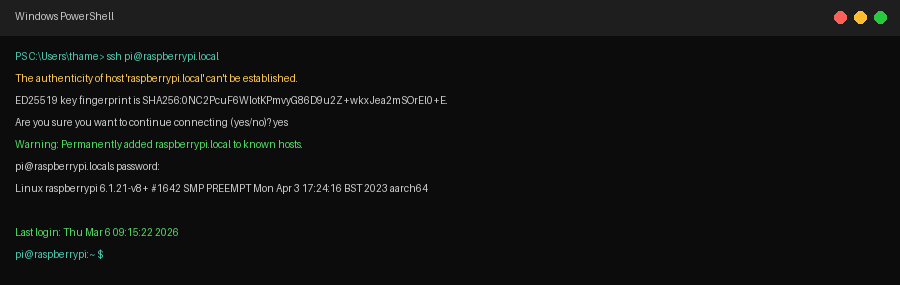 Windows PowerShell
PS C:\Users\thame> ssh pi@raspberrypi.local
The authenticity of host 'raspberrypi.local' can't be established.
ED25519 key fingerprint is SHA256:0NC2PcuF6WlotKPmvyG86D9u2Z+wkxJea2mSOrEI0+E.
Are you sure you want to continue connecting (yes/no)? yes
Warning: Permanently added raspberrypi.local to known hosts.
pi@raspberrypi.locals password:
Linux raspberrypi 6.1.21-v8+ #1642 SMP PREEMPT Mon Apr 3 17:24:16 BST 2023 aarch64
Last login: Thu Mar 6 09:15:22 2026
pi@raspberrypi:~ $